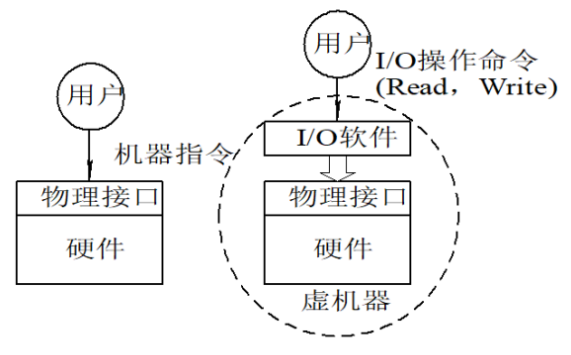 用户
机器指令
物理接口
硬件
用户
I/O操作命令
(Read，Write)
I/O软件
物理接口
硬件
虚机器